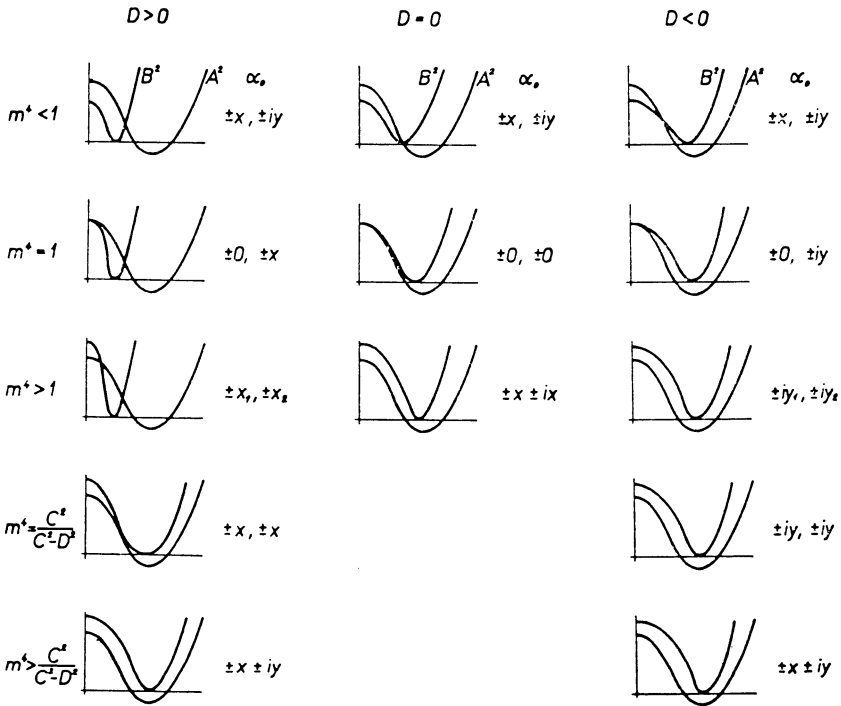 D>0 D=0 D<0
m⁴<1 B² A² α₀ ±x, ±iy B² A² α₀ ±x, ±iy B² A² α₀ ±x, ±iy
m⁴=1 ±0, ±x ±0, ±0 ±0, ±iy
m⁴>1 ±x₁, ±x₂ ±x±ix ±iy₁, ±iy₂
m⁴=C²/C²-D² ±x, ±x ±iy, ±iy
m⁴>C²/C²-D² ±x±iy ±x±iy